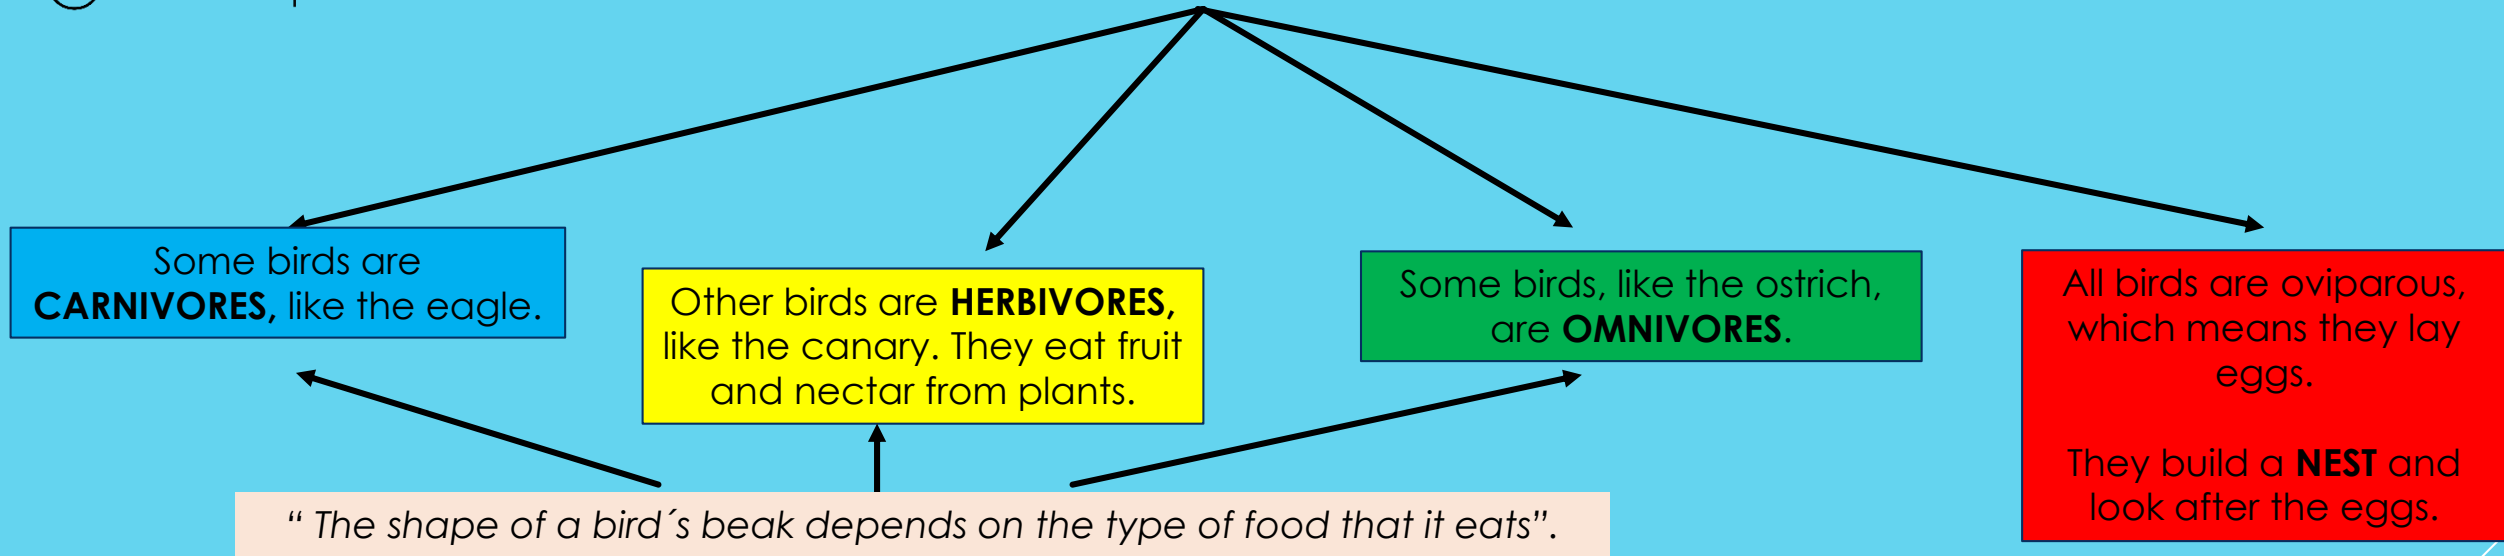 Some birds are
CARNIVORES, like the eagle.
Other birds are HERBIVORES,
like the canary. They eat fruit
and nectar from plants.
Some birds, like the ostrich,
are OMNIVORES.
All birds are oviparous,
which means they lay
eggs.
They build a NEST and
look after the eggs.
“ The shape of a bird´s beak depends on the type of food that it eats”.